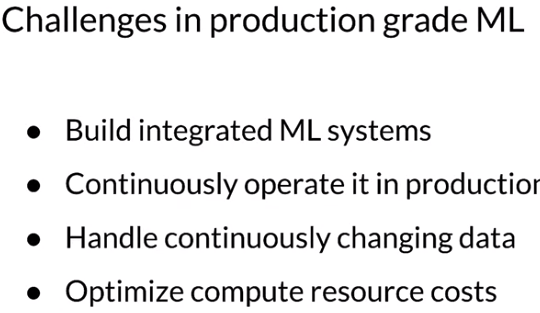 Challenges in production grade ML
● Build integrated ML systems
● Continuously operate it in production
● Handle continuously changing data
● Optimize compute resource costs